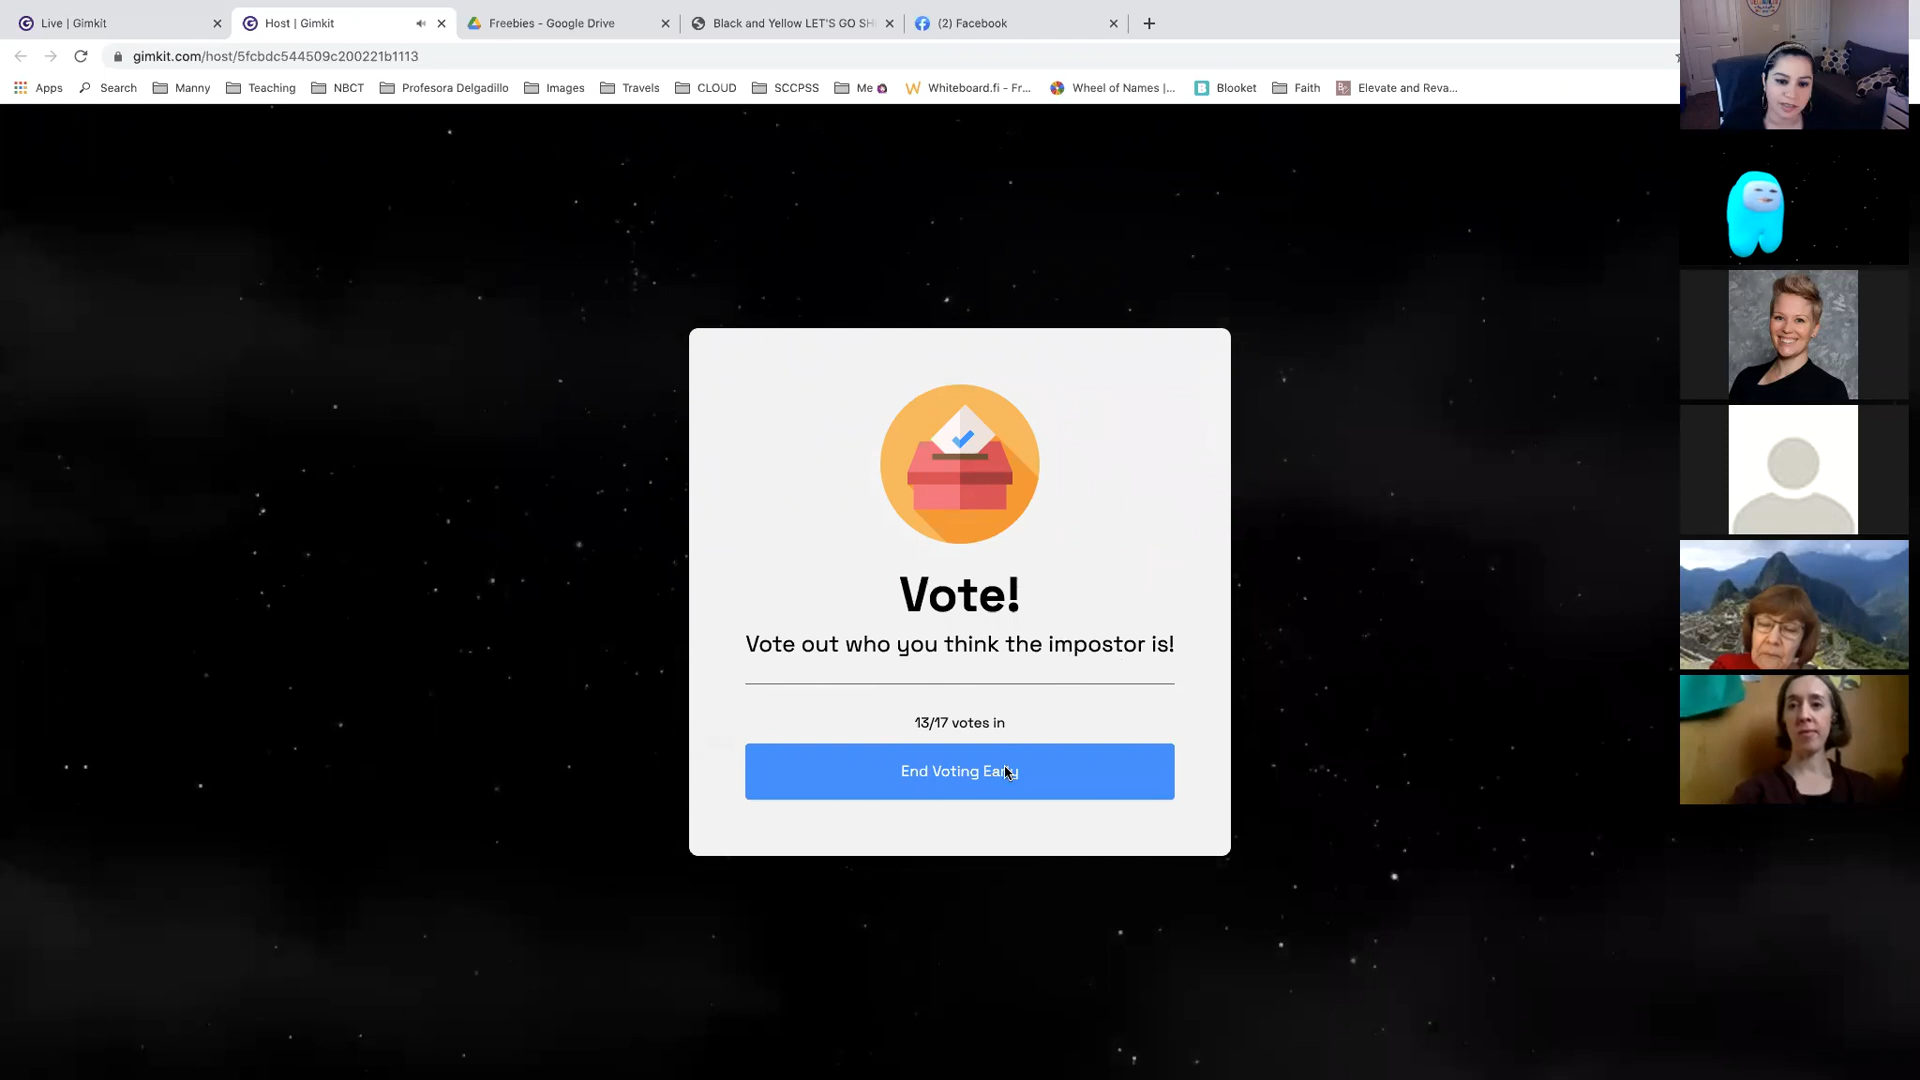 Live | Gimkit
Host | Gimkit
Freebies - Google Drive
Black and Yellow LET'S GO SH
(2) Facebook
gimkit.com/host/5fcbdc544509c200221b1113
Apps
Search
Manny
Teaching
NBCT
Profesora Delgadillo
Images
Travels
CLOUD
SCCPSS
Me
Whiteboard.fi - Fr...
Wheel of Names |...
Blooket
Faith
Elevate and Reva...
Vote!
Vote out who you think the impostor is!
13/17 votes in
End Voting Early